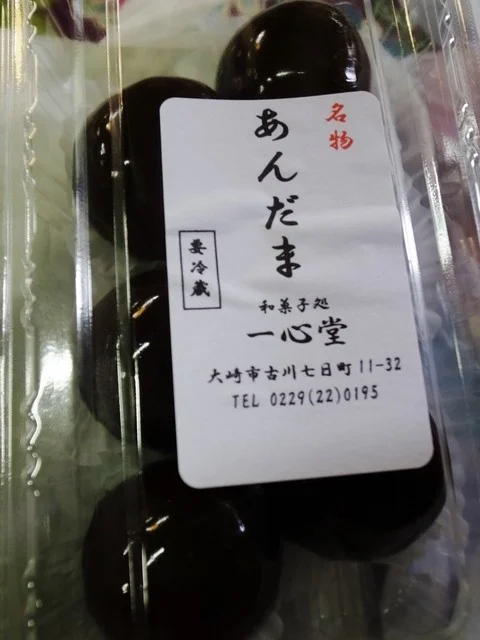 名物
あんだま
要冷蔵
和菓子処
一心堂
大崎市古川七日町11-32
TEL 0229(22)0195